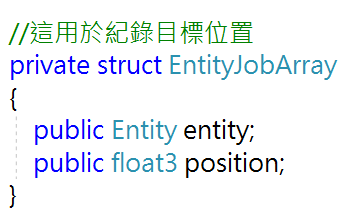 //這用於紀錄目標位置
private struct EntityJobArray
{
public Entity entity;
public float3 position;
}